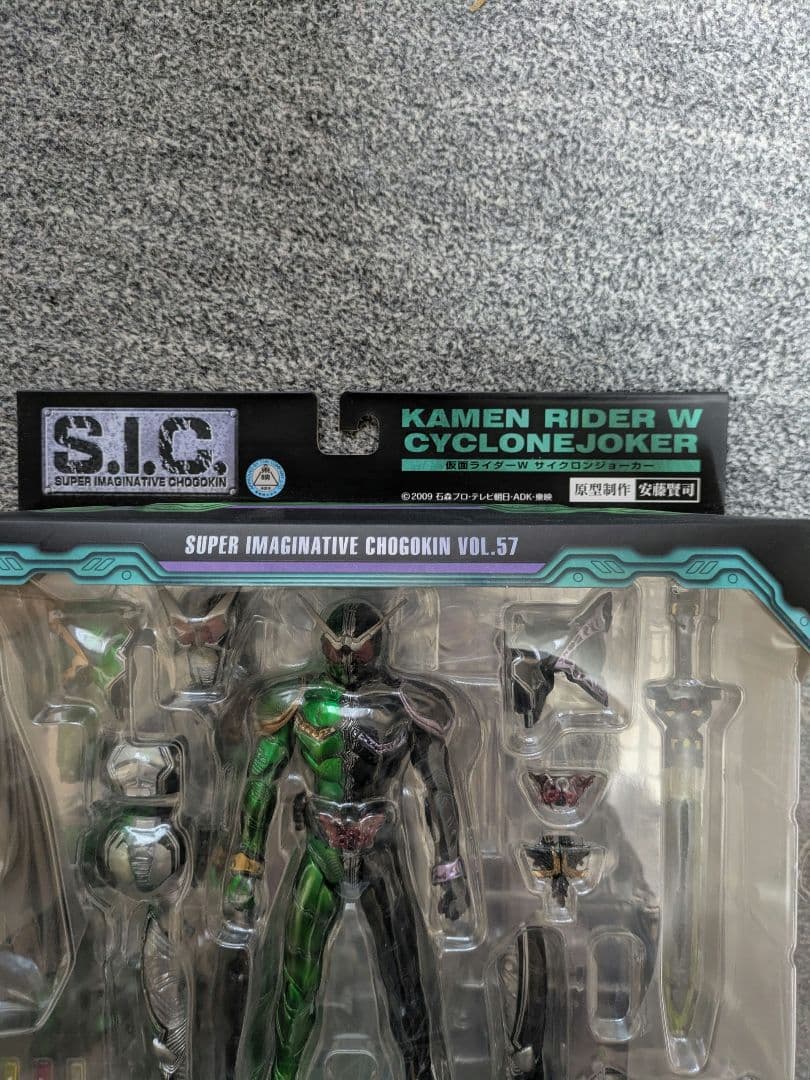 S.I.C.
SUPER IMAGINATIVE CHOGOKIN
KAMEN RIDER W
CYCLONEJOKER
仮面ライダーW サイクロンジョーカー
©2009 石森プロ・テレビ朝日・ADK・東映
原型制作 安藤賢司
SUPER IMAGINATIVE CHOGOKIN VOL.57